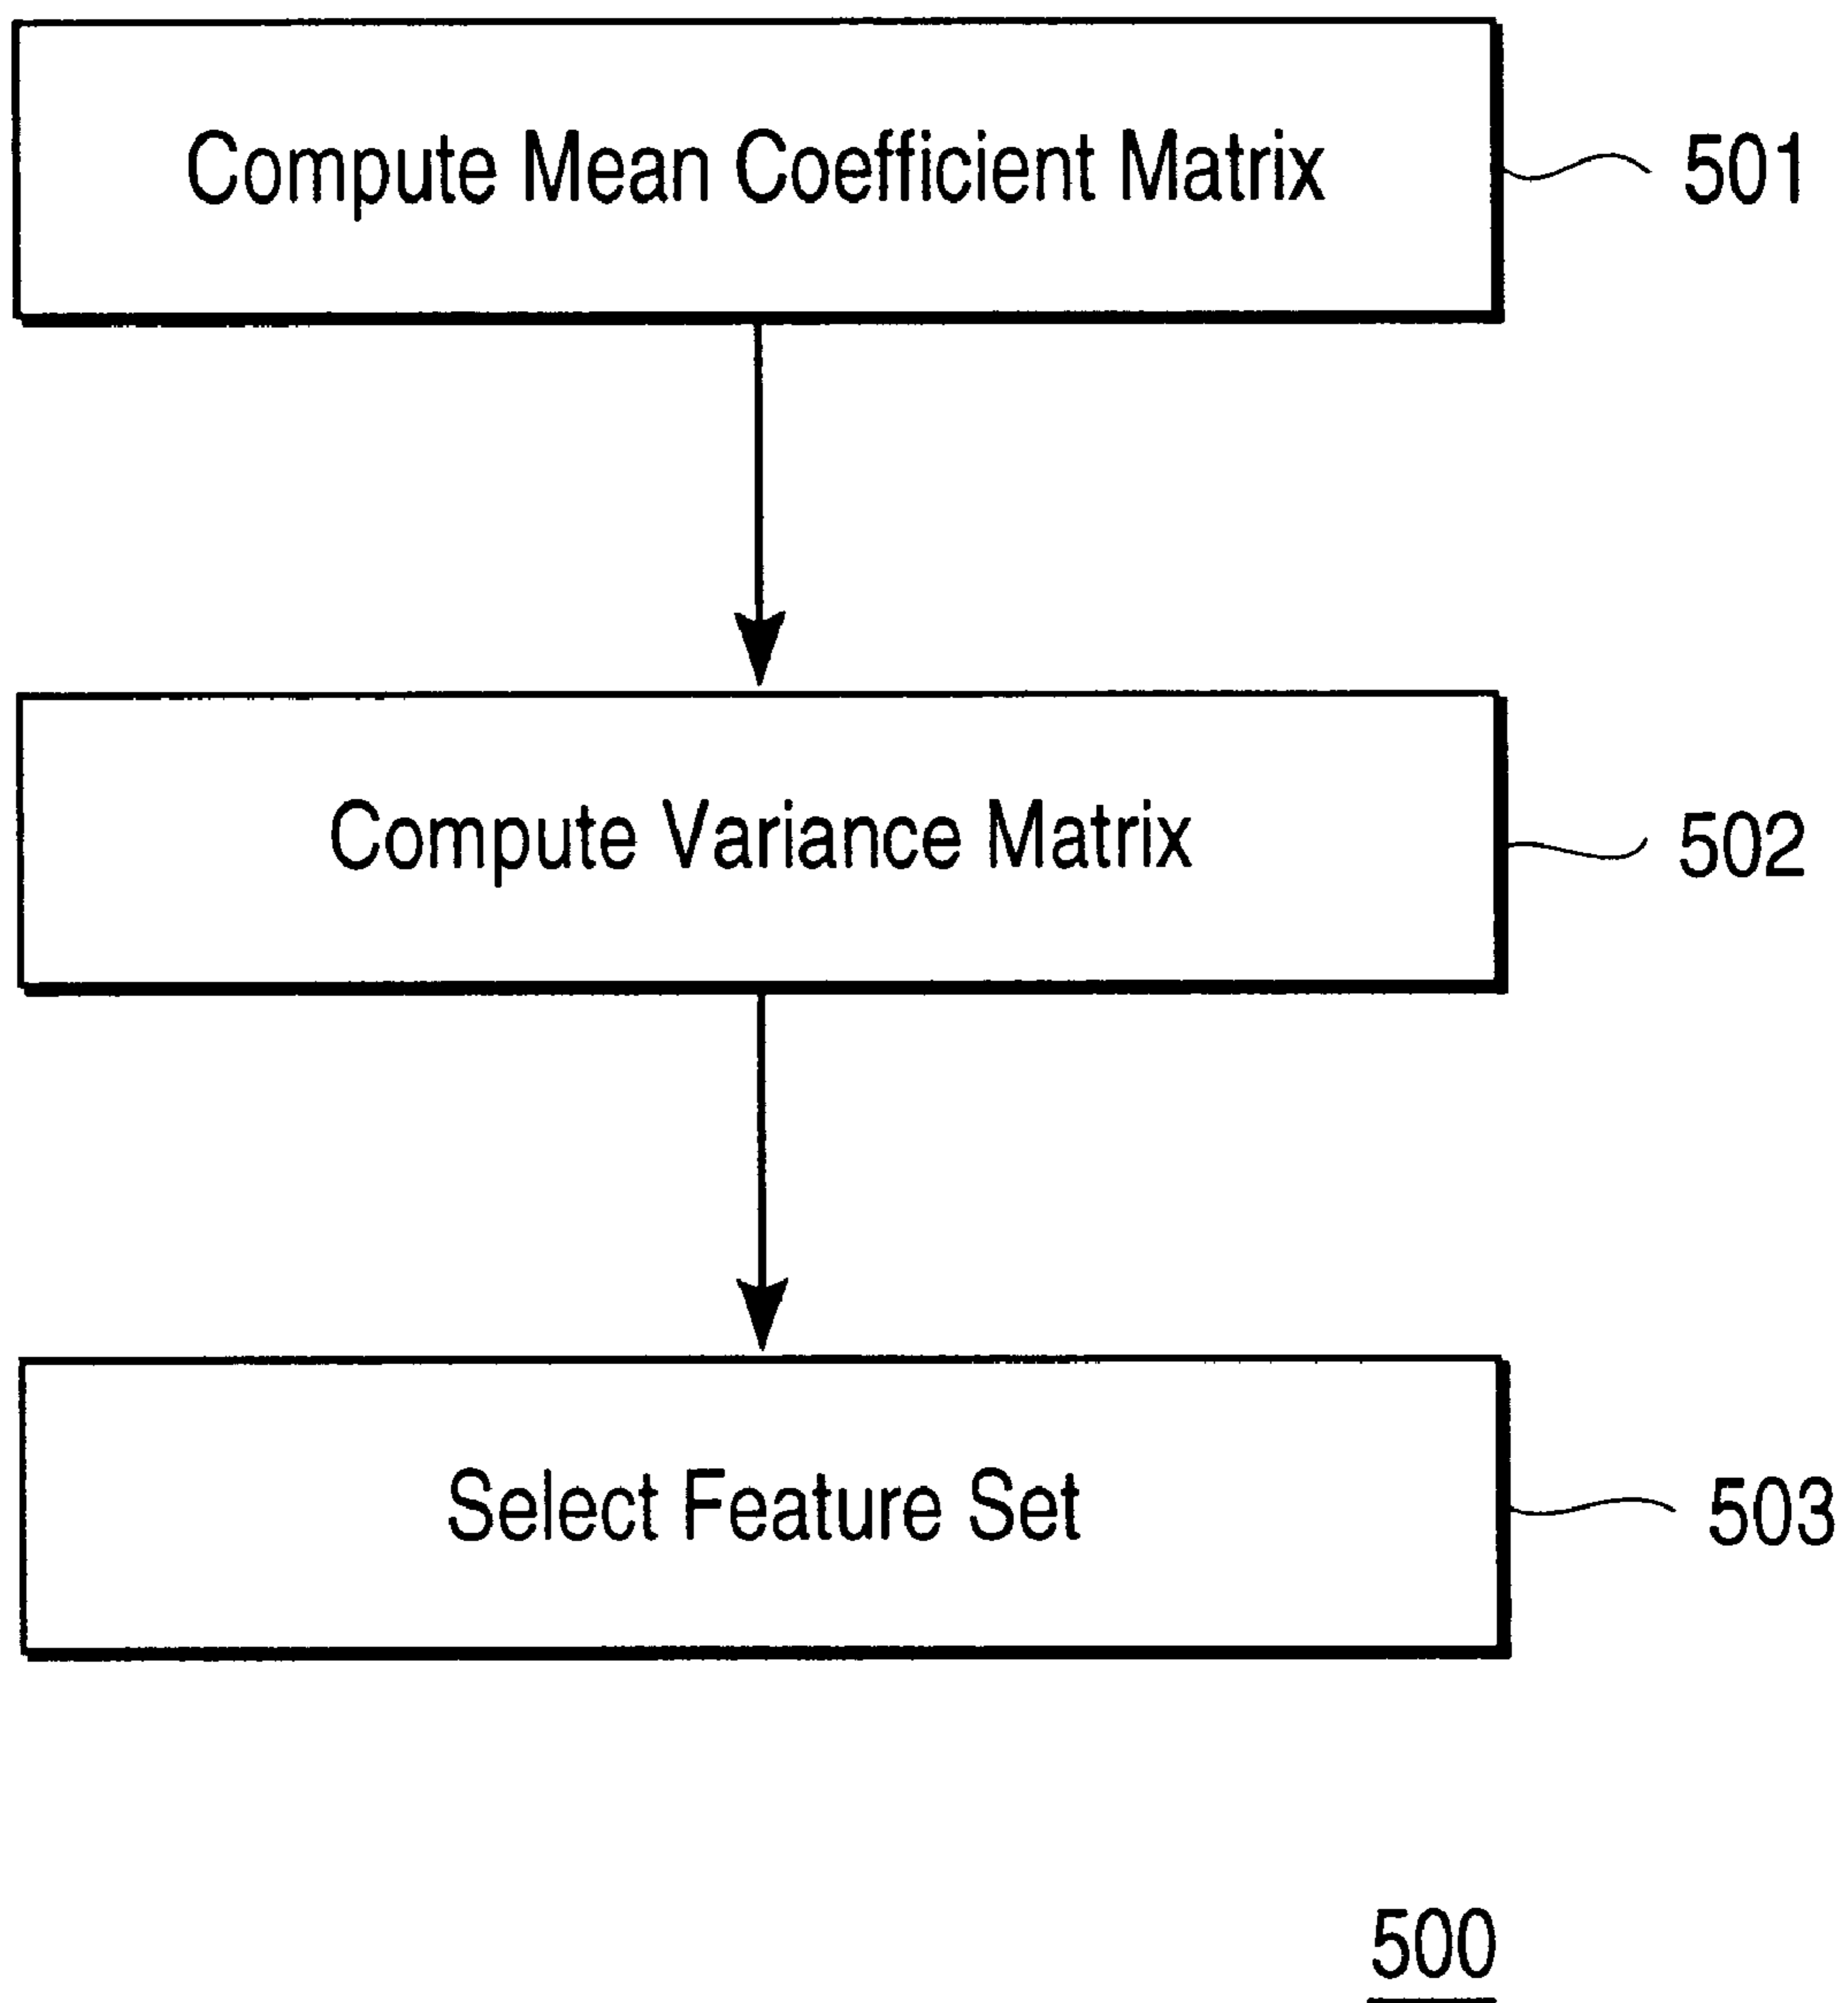 Compute Mean Coefficient Matrix
501
Compute Variance Matrix
502
Select Feature Set
503
500